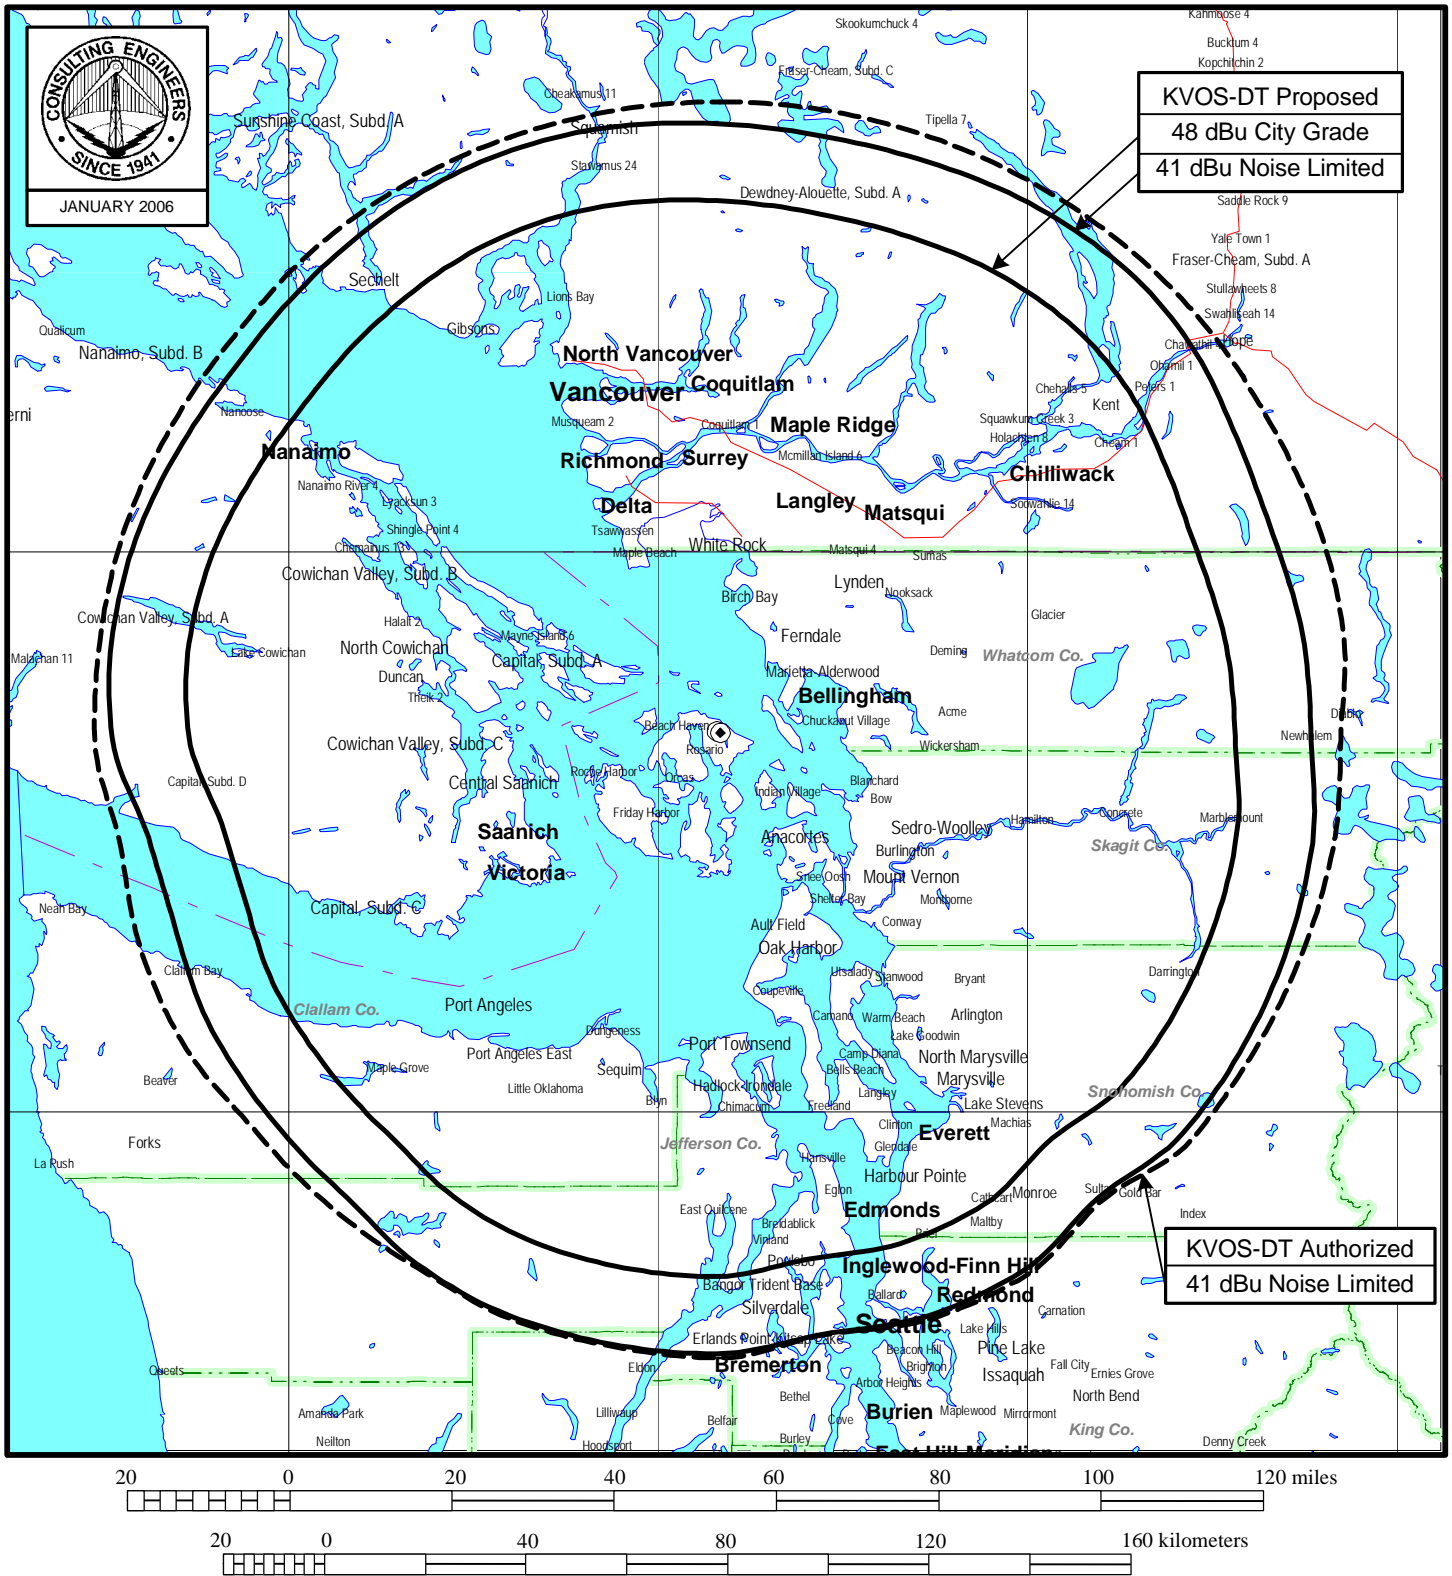 CONSULTING ENGINEERS
• SINCE 1941 •
JANUARY 2006
KVOS-DT Proposed
48 dBu City Grade
41 dBu Noise Limited
Skookumchuck 4
Kahmoose 4
Bucktum 4
Kopchitchin 2
Fraser-Cheam, Subd. C
Cheakamus 11
Sunshine Coast, Subd. A
Squamish
Tipella 7
Stawamus 24
Dewdney-Alouette, Subd. A
Saddle Rock 9
Yale Town 1
Fraser-Cheam, Subd. A
Sechelt
Stullawheets 8
Lions Bay
Swahliseah 14
Qualicum
Gibsons
Hope
Chawathil 4
Nanaimo, Subd. B
North Vancouver
Ohamil 1
Vancouver
Coquitlam
Chehalis 5
Peters 1
Kent
erni
Nanoose
Musqueam 2
Coquitlam 1
Maple Ridge
Squawkum Creek 3
Holachten 8
Cheam 1
Nanaimo
Richmond
Surrey
Mcmillan Island 6
Chilliwack
Nanaimo River 4
Lyacksun 3
Delta
Langley
Matsqui
Soowahlie 14
Shingle Point 4
Tsawwassen
Chemainus 13
Maple Beach
White Rock
Matsqui 4
Sumas
Cowichan Valley, Subd. B
Lynden
Nooksack
Birch Bay
Cowichan Valley, Subd. A
Halalt 2
Glacier
Mayne Island 6
Ferndale
Malachan 11
Lake Cowichan
North Cowichan
Capital, Subd. A
Deming
Whatcom Co.
Duncan
Marietta-Alderwood
Theik 2
Bellingham
Beach Haven
Chuckanut Village
Acme
Diablo
Cowichan Valley, Subd. C
Rosario
Wickersham
Newhalem
Capital, Subd. D
Central Saanich
Roche Harbor
Orcas
Indian Village
Blanchard
Bow
Friday Harbor
Hamilton
Concrete
Marblemount
Saanich
Anacortes
Sedro-Woolley
Burlington
Skagit Co.
Victoria
Snee Oosh
Mount Vernon
Shelter Bay
Montborne
Neah Bay
Capital, Subd. C
Ault Field
Conway
Oak Harbor
Clallam Bay
Utsalady
Stanwood
Bryant
Darrington
Coupeville
Clallam Co.
Port Angeles
Camano
Warm Beach
Arlington
Dungeness
Lake Goodwin
Port Townsend
Port Angeles East
Camp Diana
North Marysville
Maple Grove
Sequim
Bells Beach
Marysville
Beaver
Little Oklahoma
Hadlock-Irondale
Langley
Snohomish Co.
Blyn
Chimacum
Freeland
Lake Stevens
Clinton
Machias
Everett
Forks
Jefferson Co.
Glendale
La Push
Hansville
Harbour Pointe
Eglon
Cathcart
Monroe
Sultan
Gold Bar
East Quilcene
Edmonds
Index
Breidablick
Maltby
Vinland
Brier
Poulsbo
Inglewood-Finn Hill
KVOS-DT Authorized
41 dBu Noise Limited
Bangor Trident Base
Ballard
Redmond
Silverdale
Carnation
Seattle
Lake Hills
Erlands Point-Kitsap Lake
Beacon Hill
Pine Lake
Queets
Eldon
Bremerton
Brighton
Issaquah
Fall City
Ernies Grove
Arbor Heights
Bethel
North Bend
Amanda Park
Lilliwaup
Belfair
Cove
Burien
Maplewood
Mirrormont
King Co.
Neilton
Hoodsport
Burley
East Hill-Meridian
Denny Creek
20 0 20 40 60 80 100 120 miles
20 0 40 80 120 160 kilometers